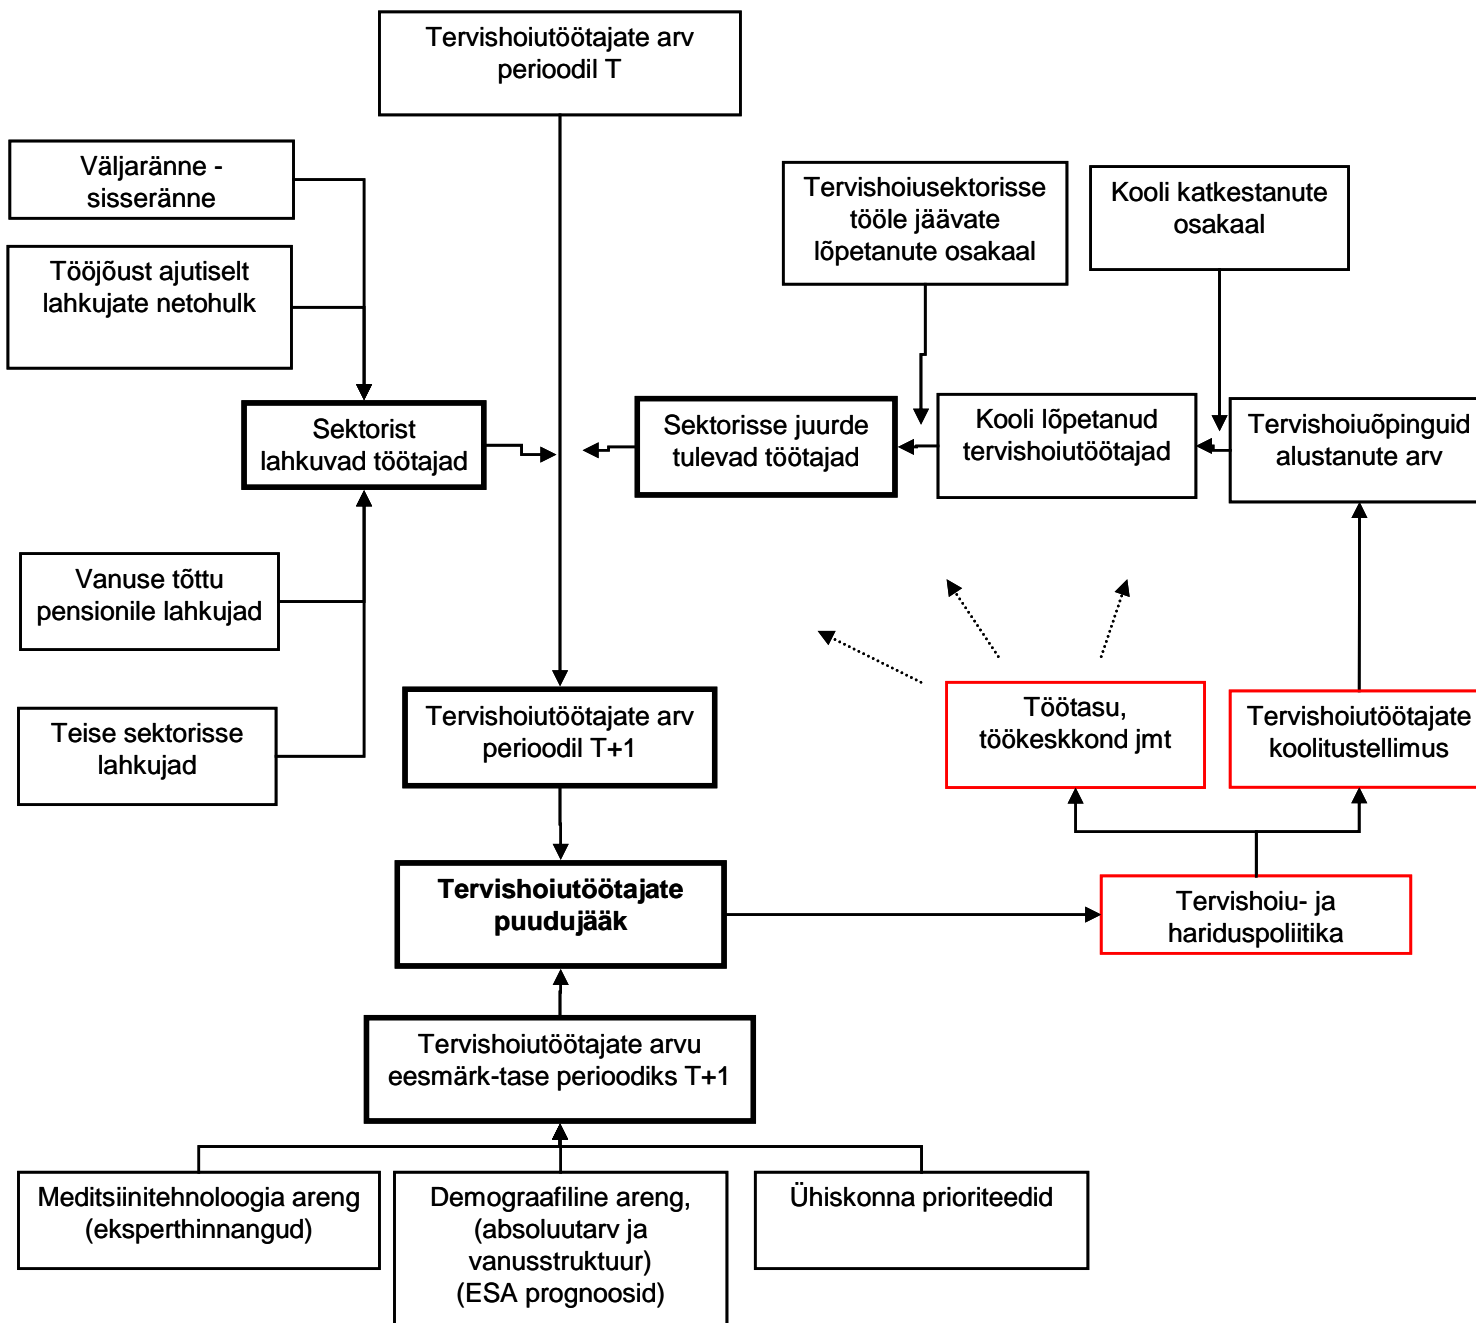 Tervishoiutöötajate arv
perioodil T
Väljaränne -
sisseränne
Tervishoiusektorisse
tööle jäävate
lõpetanute osakaal
Kooli katkestanute
osakaal
Tööjõust ajutiselt
lahkujate netohulk
Sektorist
lahkuvad töötajad
Sektorisse juurde
tulevad töötajad
Kooli lõpetanud
tervishoiutöötajad
Tervishoiuõpinguid
alustanute arv
Vanuse tõttu
pensionile lahkujad
Teise sektorisse
lahkujad
Tervishoiutöötajate arv
perioodil T+1
Töötasu,
töökeskkond jmt
Tervishoiutöötajate
koolitustellimus
Tervishoiutöötajate
puudujääk
Tervishoiu- ja
hariduspoliitika
Tervishoiutöötajate arvu
eesmärk-tase perioodiks T+1
Meditsiinitehnoloogia areng
(eksperthinnangud)
Demograafiline areng,
(absoluutarv ja
vanusstruktuur)
(ESA prognoosid)
Ühiskonna prioriteedid